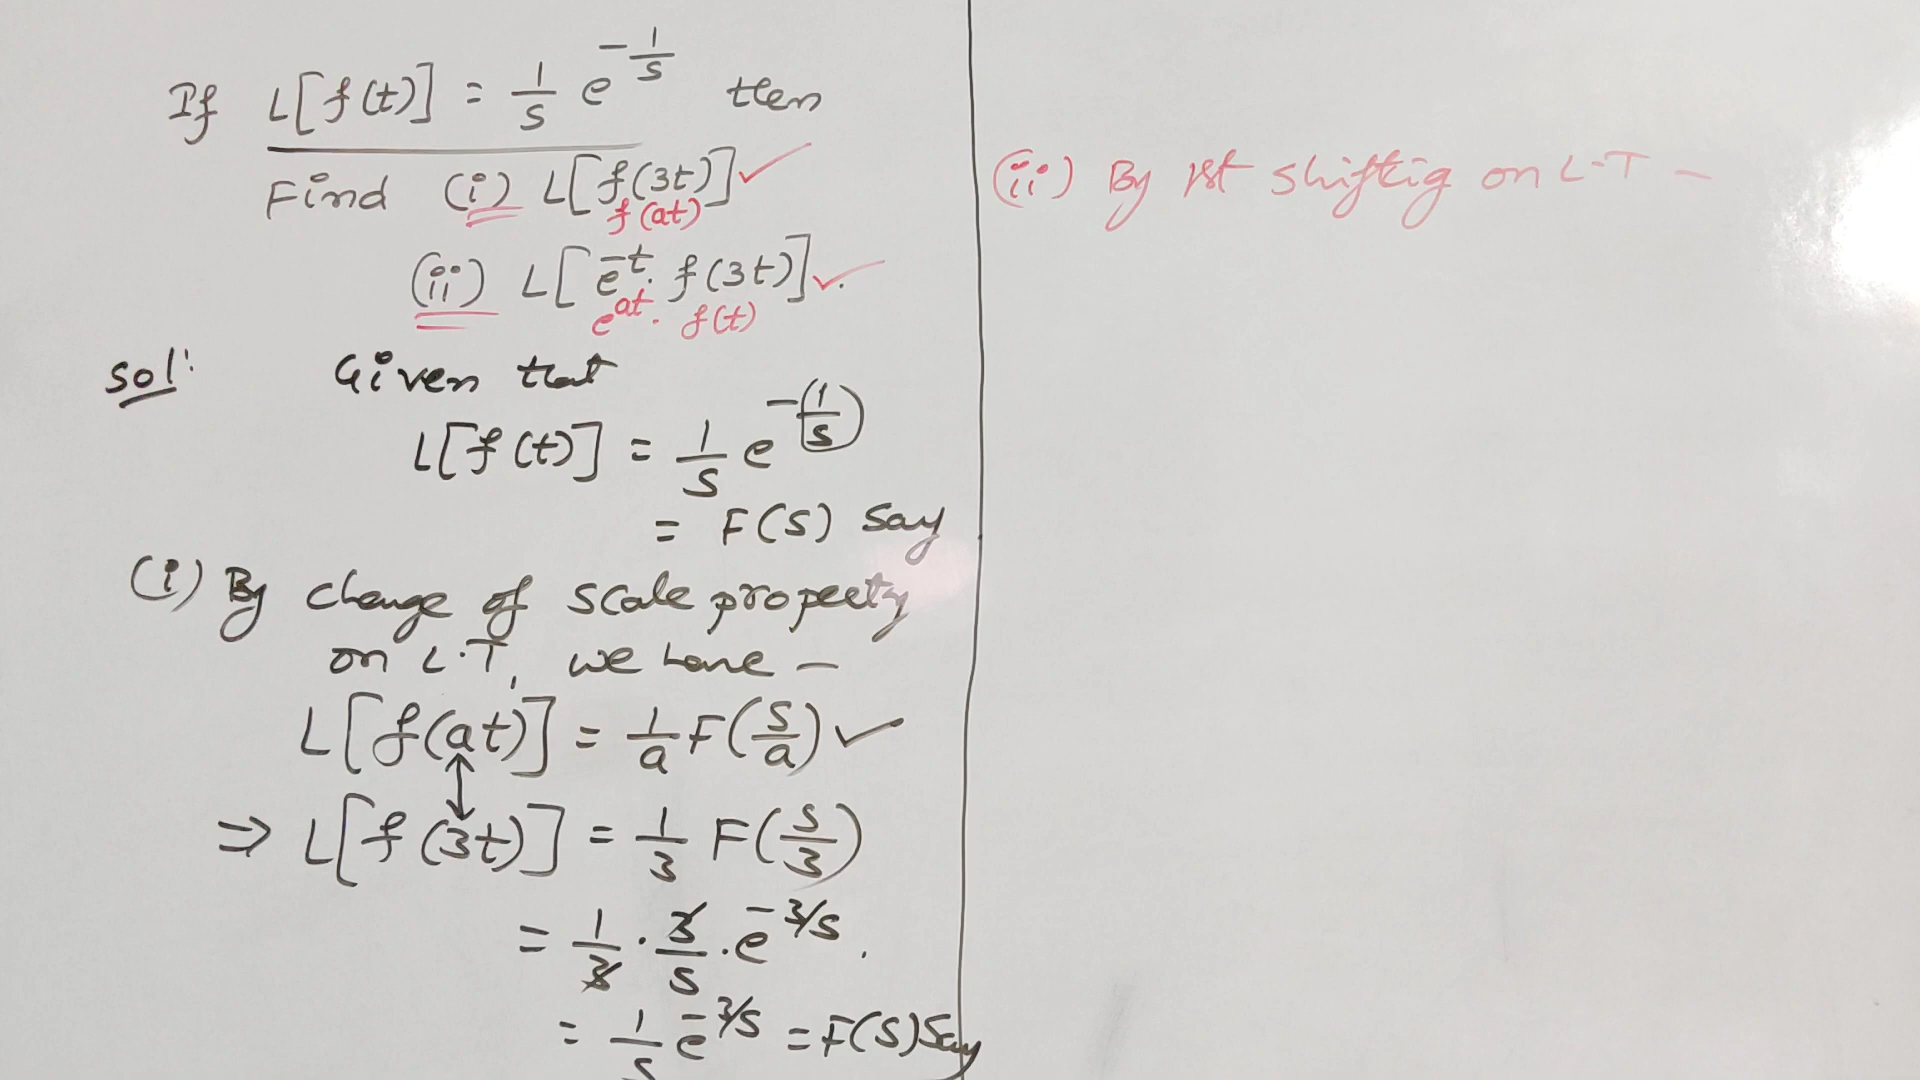 If L[f(t)] = 1/s e^{-1/s} then
Find (i) L[f(3t)] ✓
f(at)
(ii) L[e^{-t}. f(3t)] ✓.
e^{at}. f(t)
Sol: Given that
L[f(t)] = 1/s e^{-(1/s)}
= F(S) Say
(i) By change of scale property
on L.T, we have –
L[f(at)] = 1/a F(s/a) ✓
⇒ L[f(3t)] = 1/3 F(s/3)
= 1/3 . 3/s . e^{-3/s} .
= 1/s e^{-3/s} = F(S) Say
(ii) By 1st shiftig on L.T –